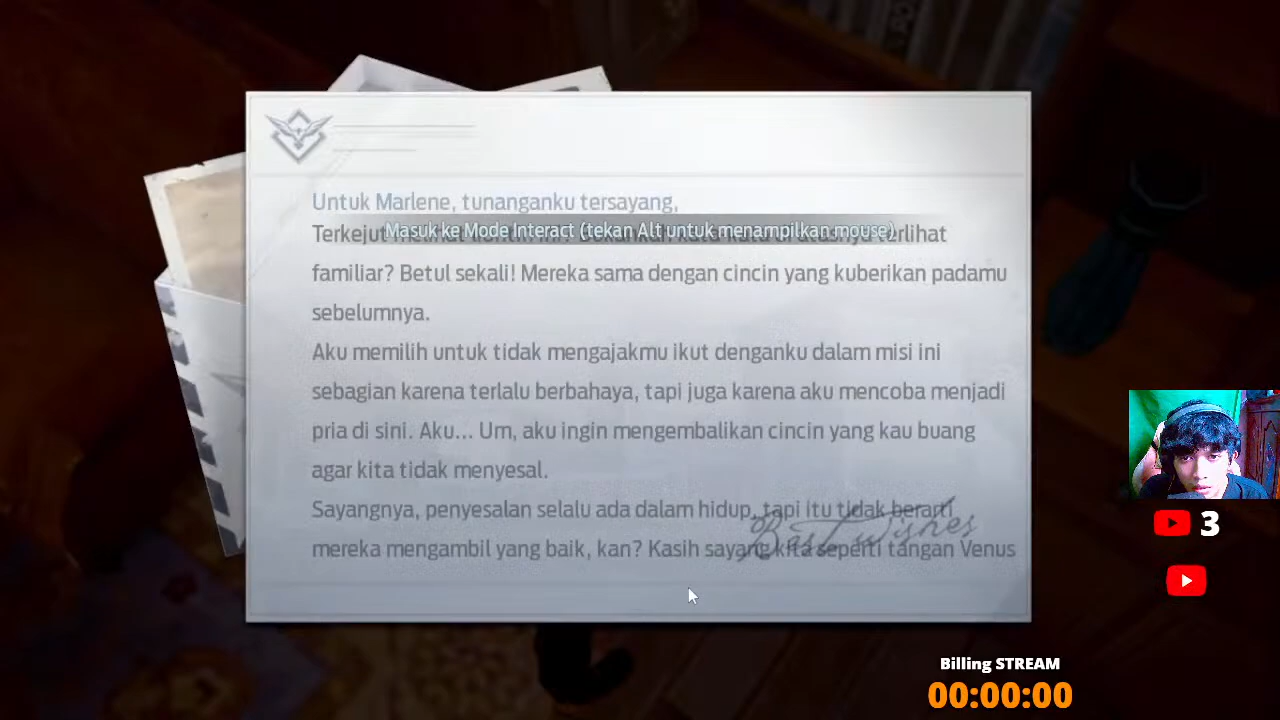 Untuk Marlene, tunanganku tersayang,
Masuk ke Mode Interact (tekan Alt untuk menampilkan mouse)
Terkejut terlihat
familiar? Betul sekali! Mereka sama dengan cincin yang kuberikan padamu
sebelumnya.
Aku memilih untuk tidak mengajakmu ikut denganku dalam misi ini
sebagian karena terlalu berbahaya, tapi juga karena aku mencoba menjadi
pria di sini. Aku... Um, aku ingin mengembalikan cincin yang kau buang
agar kita tidak menyesal.
Sayangnya, penyesalan selalu ada dalam hidup, tapi itu tidak berarti
Best wishes
mereka mengambil yang baik, kan? Kasih sayang kita seperti tangan Venus
3
Billing STREAM
00:00:00